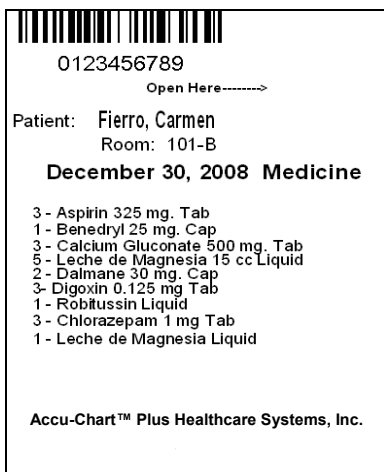 0123456789
Open Here-------->
Patient: Fierro, Carmen
Room: 101-B
December 30, 2008 Medicine
3 - Aspirin 325 mg. Tab
1 - Benedryl 25 mg. Cap
3 - Calcium Gluconate 500 mg. Tab
5 - Leche de Magnesia 15 cc Liquid
2 - Dalmane 30 mg. Cap
3- Digoxin 0.125 mg Tab
1 - Robitussin Liquid
3 - Chlorazepam 1 mg Tab
1 - Leche de Magnesia Liquid
Accu-Chart™ Plus Healthcare Systems, Inc.